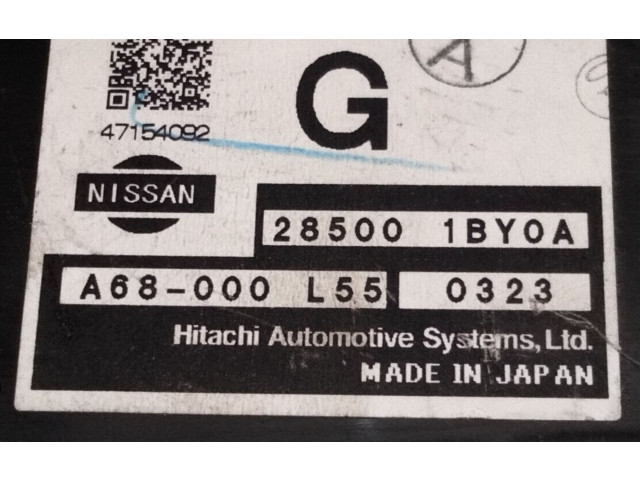 G
A
47154092
NISSAN
28500 1BY0A
A68-000 L55 0323
Hitachi Automotive Systems, Ltd.
MADE IN JAPAN